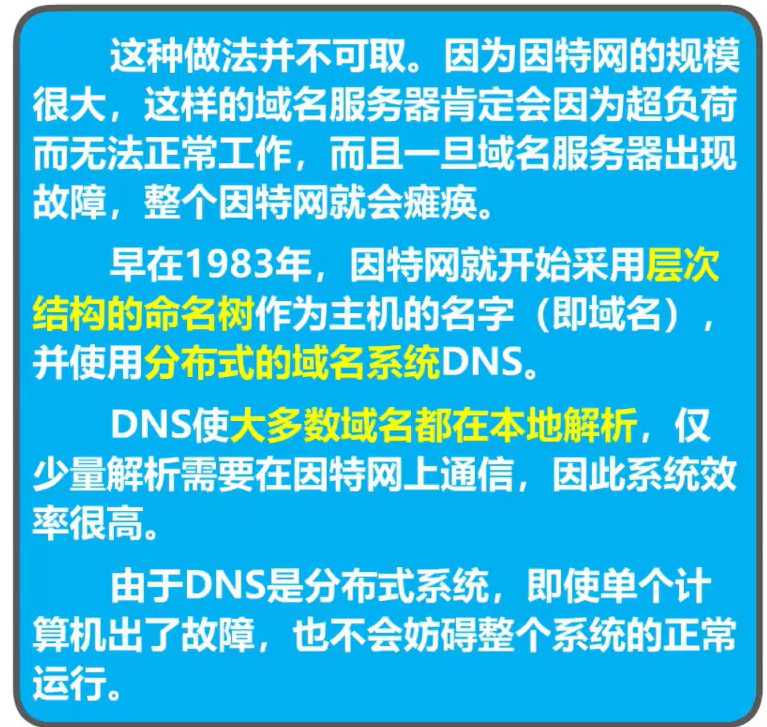 这种做法并不可取。因为因特网的规模
很大，这样的域名服务器肯定会因为超负荷
而无法正常工作，而且一旦域名服务器出现
故障，整个因特网就会瘫痪。
早在1983年，因特网就开始采用层次
结构的命名树作为主机的名字（即域名），
并使用分布式的域名系统DNS。
DNS使大多数域名都在本地解析，仅
少量解析需要在因特网上通信，因此系统效
率很高。
由于DNS是分布式系统，即使单个计
算机出了故障，也不会妨碍整个系统的正常
运行。